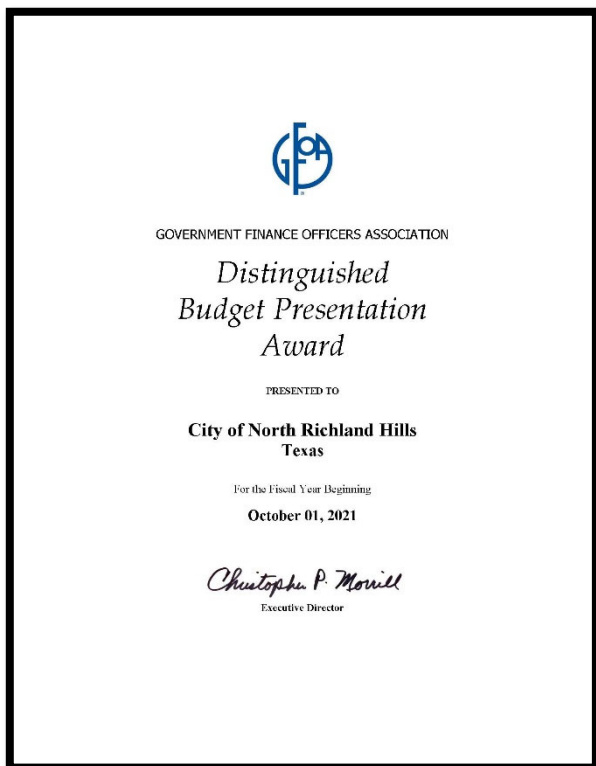 GFOA
GOVERNMENT FINANCE OFFICERS ASSOCIATION
Distinguished
Budget Presentation
Award
PRESENTED TO
City of North Richland Hills
Texas
For the Fiscal Year Beginning
October 01, 2021
Christopher P. Morrill
Executive Director